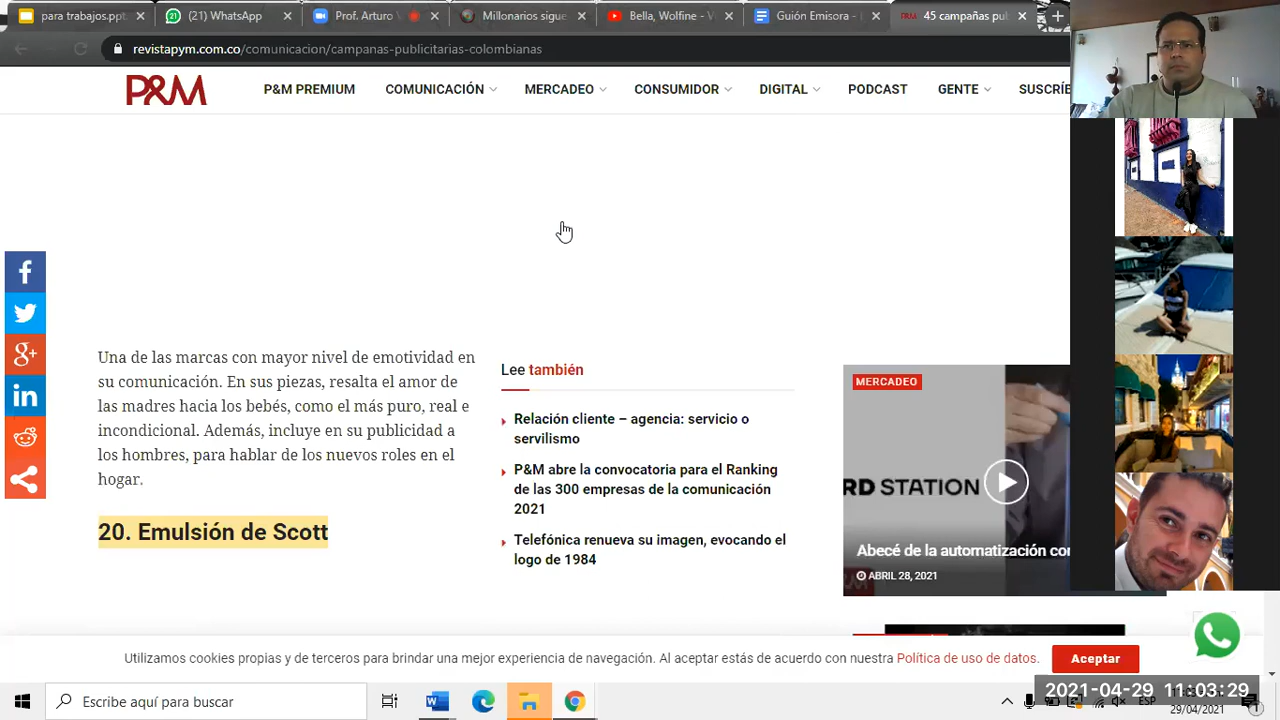 para trabajos.ppt
(21) WhatsApp
Prof. Arturo
Millonarios sigue
Bella, Wolfine -
Guión Emisora -
45 campañas pu
revistapym.com.co/comunicacion/campanas-publicitarias-colombianas
P&M
P&M PREMIUM
COMUNICACIÓN
MERCADEO
CONSUMIDOR
DIGITAL
PODCAST
GENTE
SUSCRÍE
Una de las marcas con mayor nivel de emotividad en
su comunicación. En sus piezas, resalta el amor de
las madres hacia los bebés, como el más puro, real e
incondicional. Además, incluye en su publicidad a
los hombres, para hablar de los nuevos roles en el
hogar.
20. Emulsión de Scott
Lee también
Relación cliente – agencia: servicio o
servilismo
P&M abre la convocatoria para el Ranking
de las 300 empresas de la comunicación
2021
Telefónica renueva su imagen, evocando el
logo de 1984
MERCADEO
RD STATION
Abecé de la automatización con
ABRIL 28, 2021
Utilizamos cookies propias y de terceros para brindar una mejor experiencia de navegación. Al aceptar estás de acuerdo con nuestra Política de uso de datos.
Aceptar
Escribe aquí para buscar
2021-04-29 11:03:29
ESP
29/04/2021